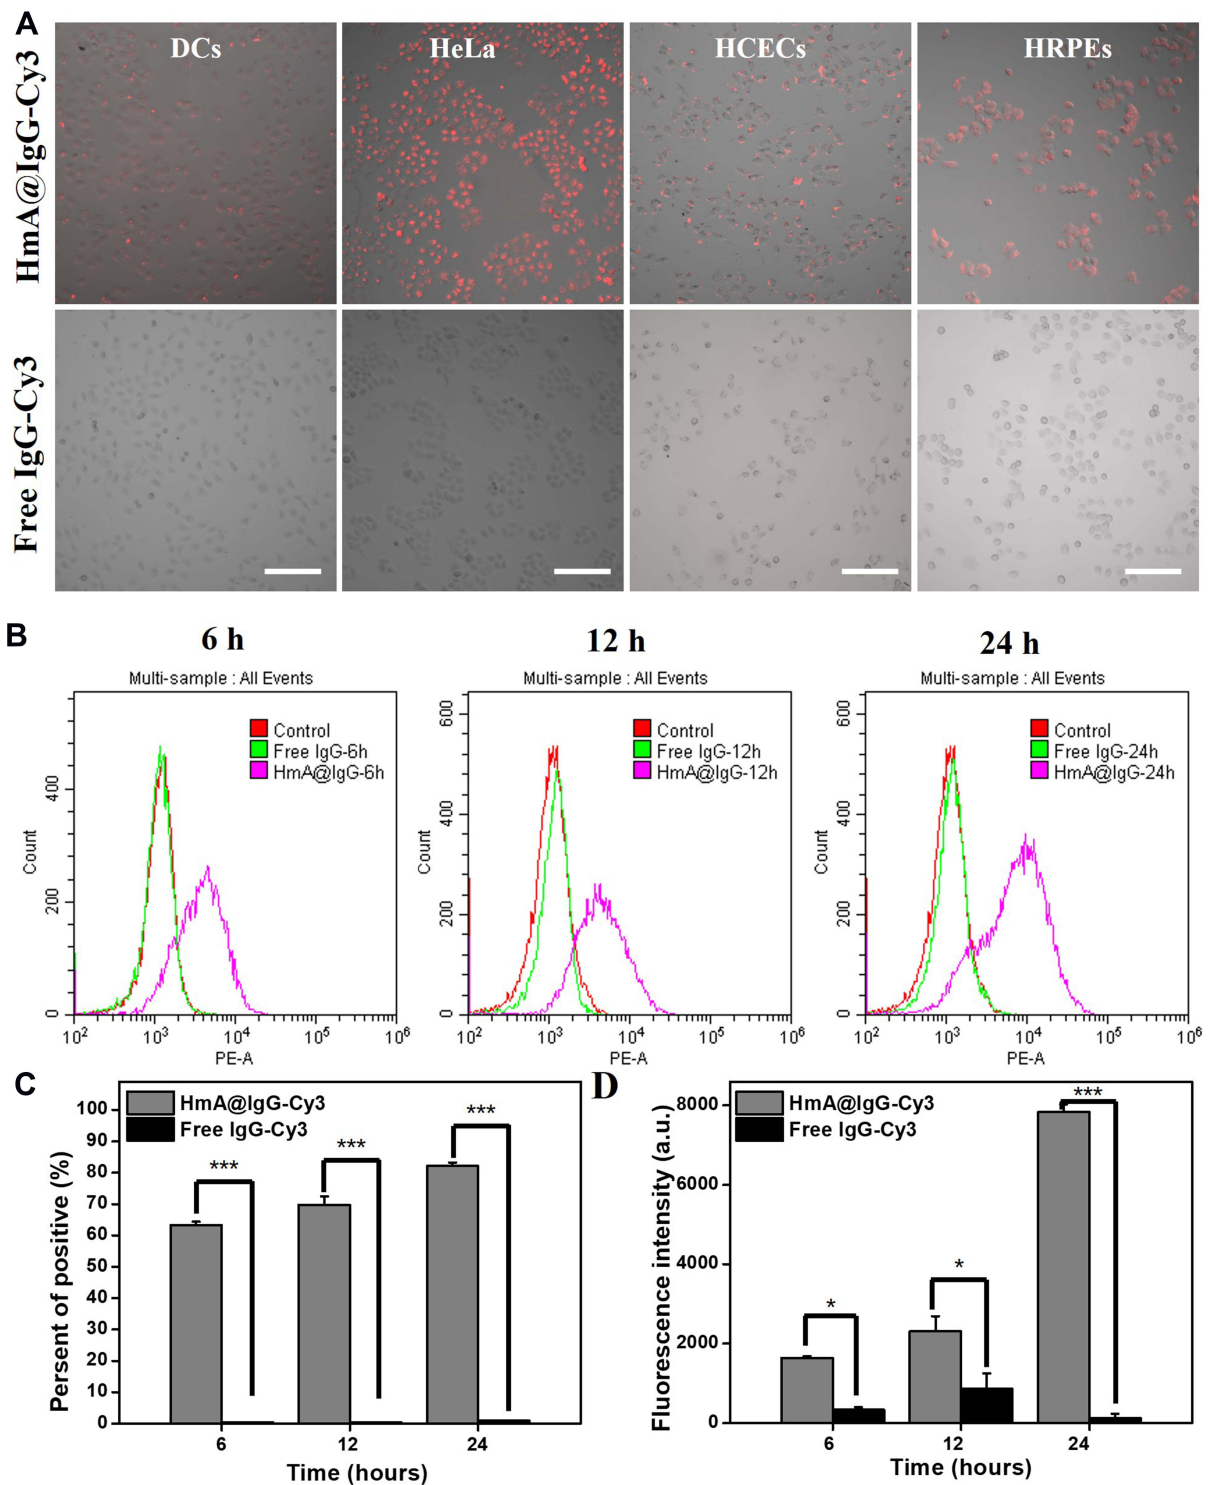 A
HmA@IgG-Cy3
DCs
HeLa
HCECs
HRPEs
Free IgG-Cy3
B
6 h
12 h
24 h
Multi-sample : All Events
Control
Free IgG-6h
HmA@IgG-6h
Count
400
200
0
10² 10³ 10⁴ 10⁵ 10⁶
PE-A
Multi-sample : All Events
Control
Free IgG-12h
HmA@IgG-12h
Count
600
400
200
0
10² 10³ 10⁴ 10⁵ 10⁶
PE-A
Multi-sample : All Events
Control
Free IgG-24h
HmA@IgG-24h
Count
600
400
200
0
10² 10³ 10⁴ 10⁵ 10⁶
PE-A
C
HmA@IgG-Cy3
Free IgG-Cy3
Persent of positive (%)
100
90
80
70
60
50
40
30
20
10
0
***
***
***
6 12 24
Time (hours)
D
HmA@IgG-Cy3
Free IgG-Cy3
Fluorescence intensity (a.u.)
8000
6000
4000
2000
0
*
*
***
6 12 24
Time (hours)